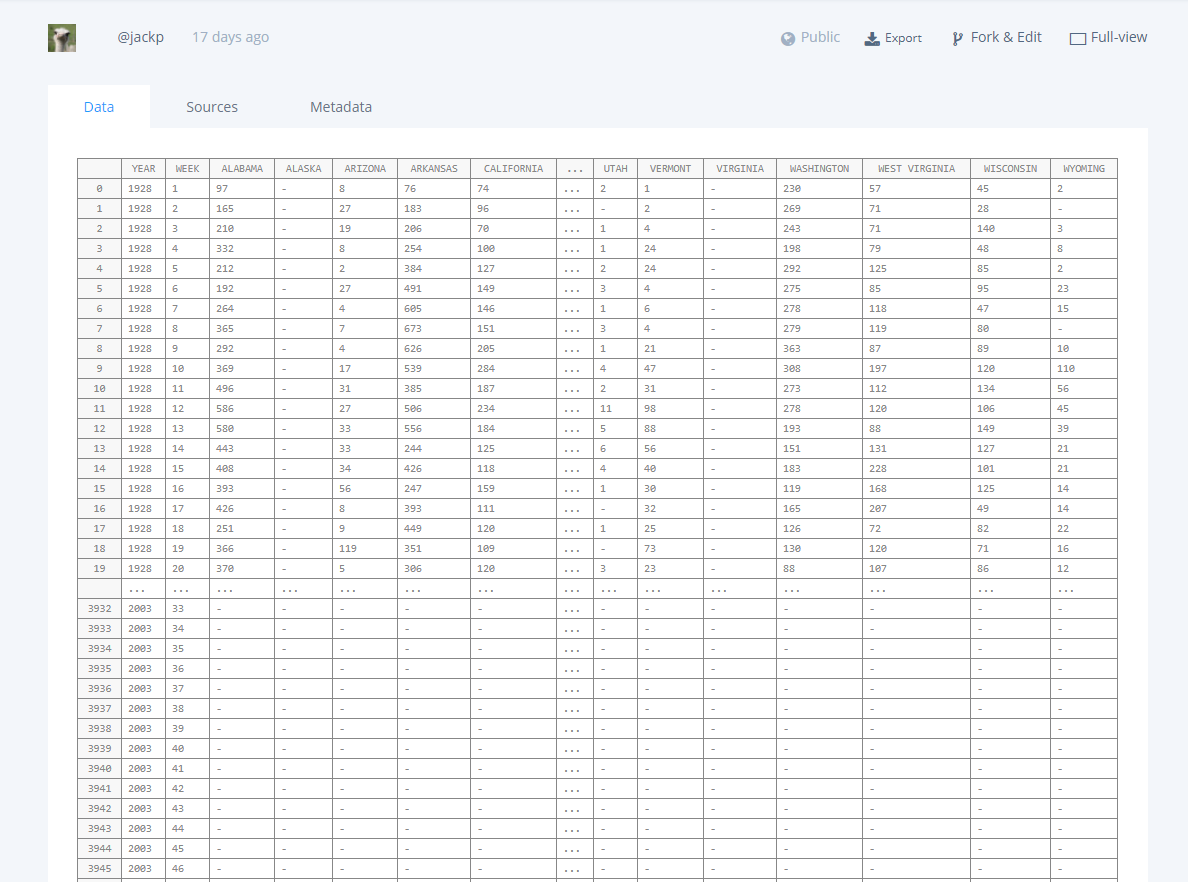 @jackp 17 days ago Public Export Fork & Edit Full-view
Data Sources Metadata
YEAR WEEK ALABAMA ALASKA ARIZONA ARKANSAS CALIFORNIA ... UTAH VERMONT VIRGINIA WASHINGTON WEST VIRGINIA WISCONSIN WYOMING
0 1928 1 97 - 8 76 74 ... 2 1 - 230 57 45 2
1 1928 2 165 - 27 183 96 ... - 2 - 269 71 28 -
2 1928 3 210 - 19 206 70 ... 1 4 - 243 71 140 3
3 1928 4 332 - 8 254 100 ... 1 24 - 198 79 48 8
4 1928 5 212 - 2 384 127 ... 2 24 - 292 125 85 2
5 1928 6 192 - 27 491 149 ... 3 4 - 275 85 95 23
6 1928 7 264 - 4 605 146 ... 1 6 - 278 118 47 15
7 1928 8 365 - 7 673 151 ... 3 4 - 279 119 80 -
8 1928 9 292 - 4 626 205 ... 1 21 - 363 87 89 10
9 1928 10 369 - 17 539 284 ... 4 47 - 308 197 120 110
10 1928 11 496 - 31 385 187 ... 2 31 - 273 112 134 56
11 1928 12 586 - 27 506 234 ... 11 98 - 278 120 106 45
12 1928 13 580 - 33 556 184 ... 5 88 - 193 88 149 39
13 1928 14 443 - 33 244 125 ... 6 56 - 151 131 127 21
14 1928 15 408 - 34 426 118 ... 4 40 - 183 228 101 21
15 1928 16 393 - 56 247 159 ... 1 30 - 119 168 125 14
16 1928 17 426 - 8 393 111 ... - 32 - 165 207 49 14
17 1928 18 251 - 9 449 120 ... 1 25 - 126 72 82 22
18 1928 19 366 - 119 351 109 ... - 73 - 130 120 71 16
19 1928 20 370 - 5 306 120 ... 3 23 - 88 107 86 12
... ... ... ... ... ... ... ... ... ... ... ... ... ... ...
3932 2003 33 - - - - - ... - - - - - - -
3933 2003 34 - - - - - ... - - - - - - -
3934 2003 35 - - - - - ... - - - - - - -
3935 2003 36 - - - - - ... - - - - - - -
3936 2003 37 - - - - - ... - - - - - - -
3937 2003 38 - - - - - ... - - - - - - -
3938 2003 39 - - - - - ... - - - - - - -
3939 2003 40 - - - - - ... - - - - - - -
3940 2003 41 - - - - - ... - - - - - - -
3941 2003 42 - - - - - ... - - - - - - -
3942 2003 43 - - - - - ... - - - - - - -
3943 2003 44 - - - - - ... - - - - - - -
3944 2003 45 - - - - - ... - - - - - - -
3945 2003 46 - - - - - ... - - - - - - -